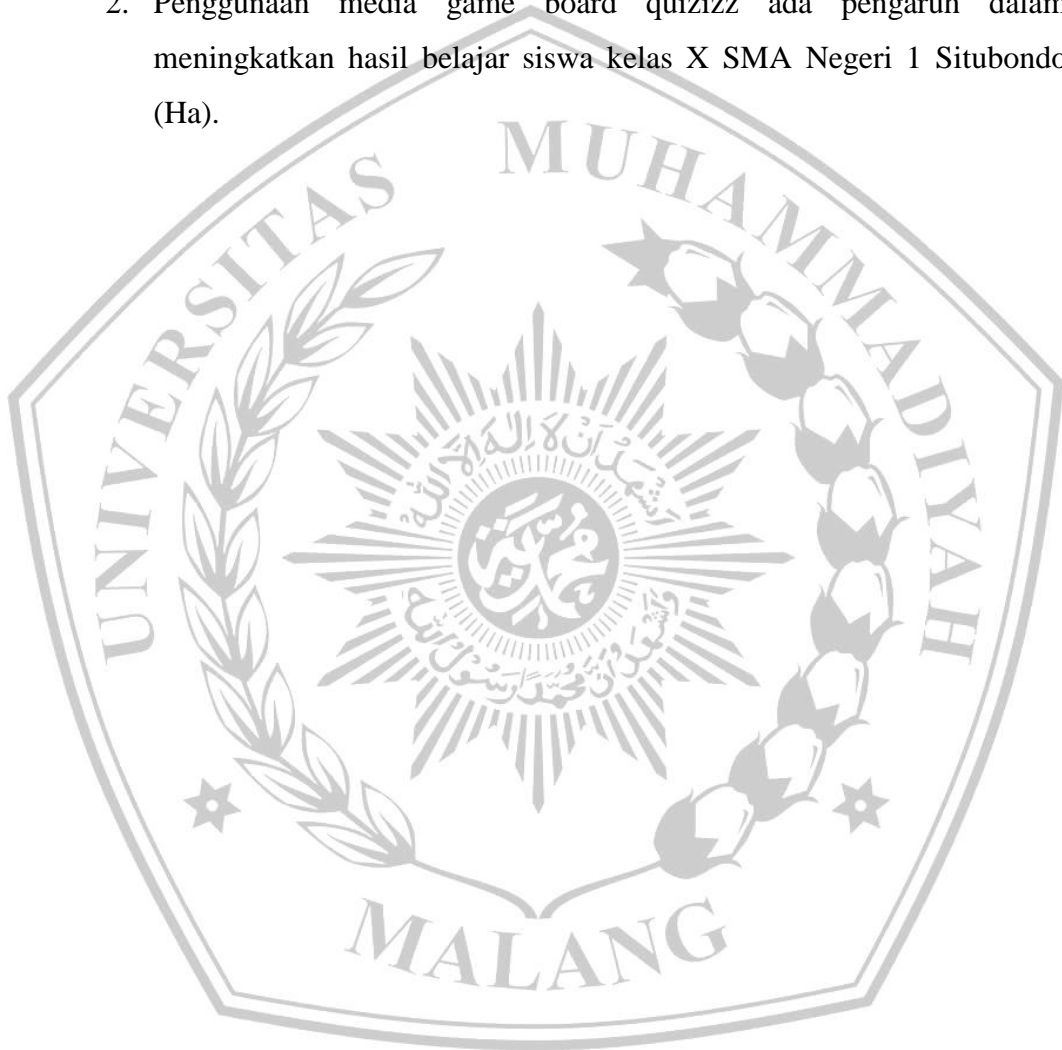 2. Penggunaan media game board quizizz ada pengaruh dalam
meningkatkan hasil belajar siswa kelas X SMA Negeri 1 Situbondo
(Ha).
UNIVERSITAS MUHAMMADIYAH
MALANG